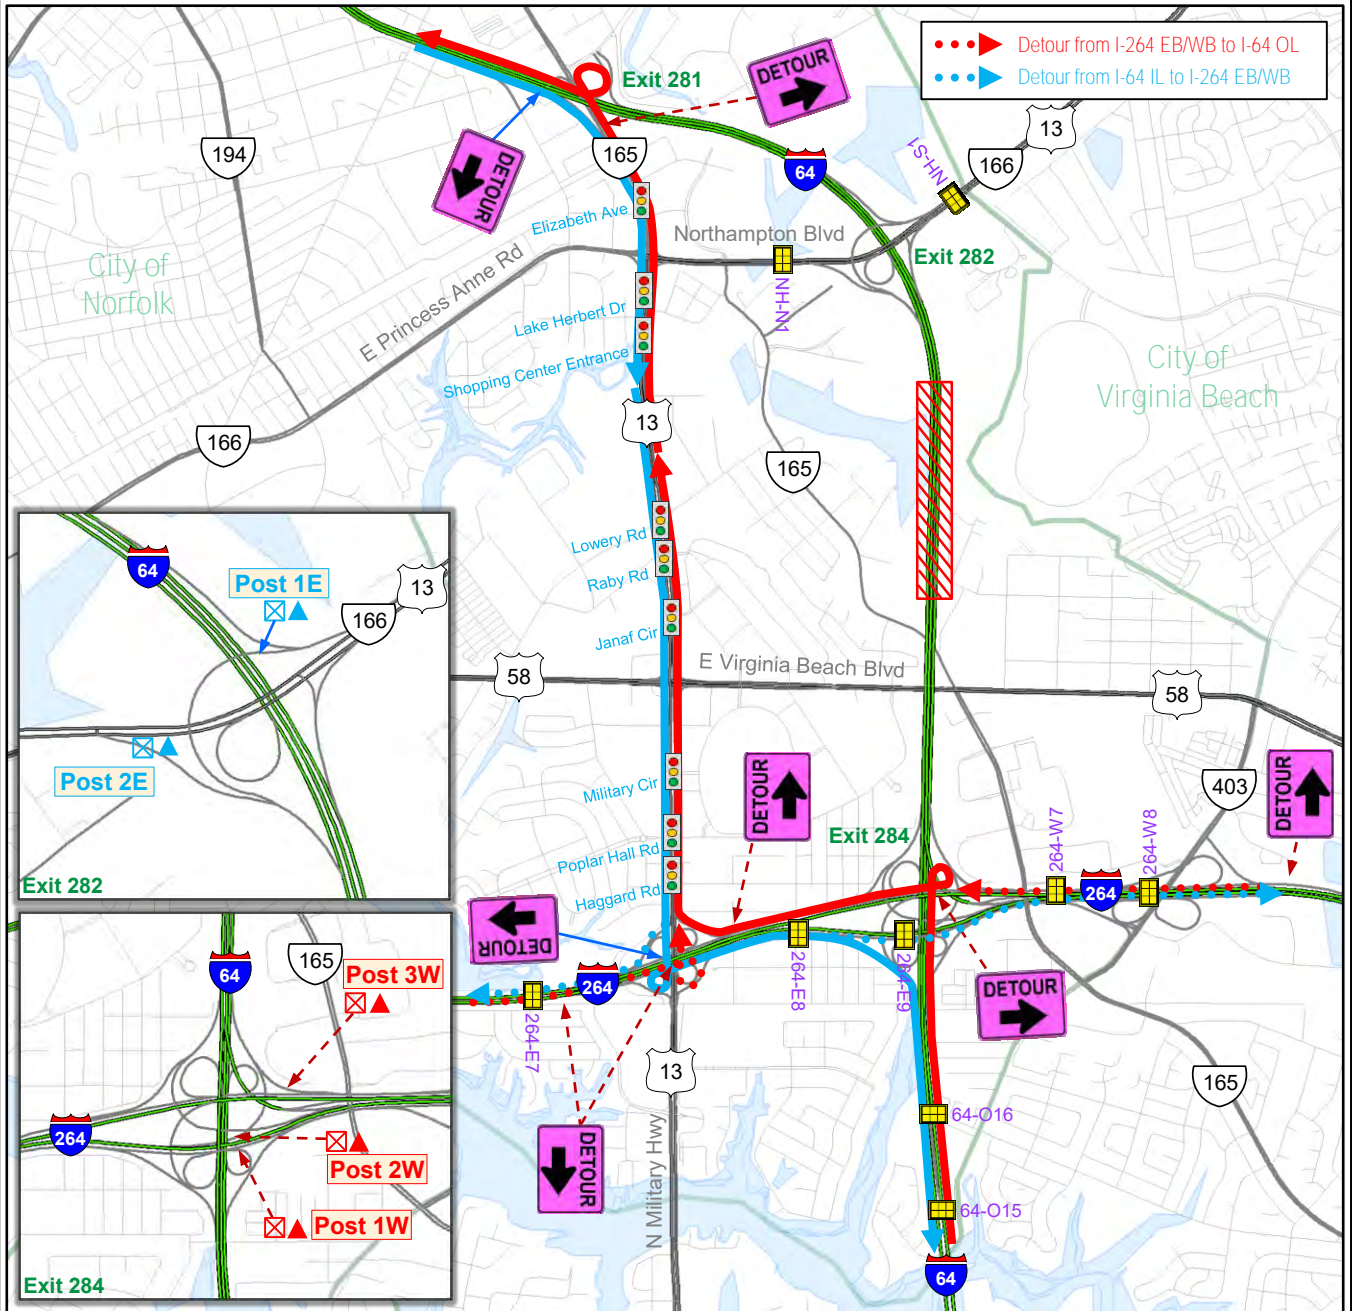 Detour from I-264 EB/WB to I-64 OL
Detour from I-64 IL to I-264 EB/WB
Exit 281
DETOUR
13
194
165
DETOUR
64
NH-S1
166
Elizabeth Ave
Northampton Blvd
City of
Norfolk
Exit 282
E Princess Anne Rd
NH-N1
Lake Herbert Dr
Shopping Center Entrance
City of
Virginia Beach
13
166
165
Lowery Rd
Raby Rd
Janaf Cir
64
Post 1E
13
166
Post 2E
Exit 282
E Virginia Beach Blvd
58
58
Military Cir
DETOUR
403
DETOUR
Poplar Hall Rd
Exit 284
264-W7
264-W8
Haggard Rd
264
DETOUR
264
264-E7
264-E8
264-E9
DETOUR
64
165
Post 3W
264
Post 2W
Post 1W
Exit 284
13
165
64-O16
DETOUR
N Military Hwy
64-O15
64